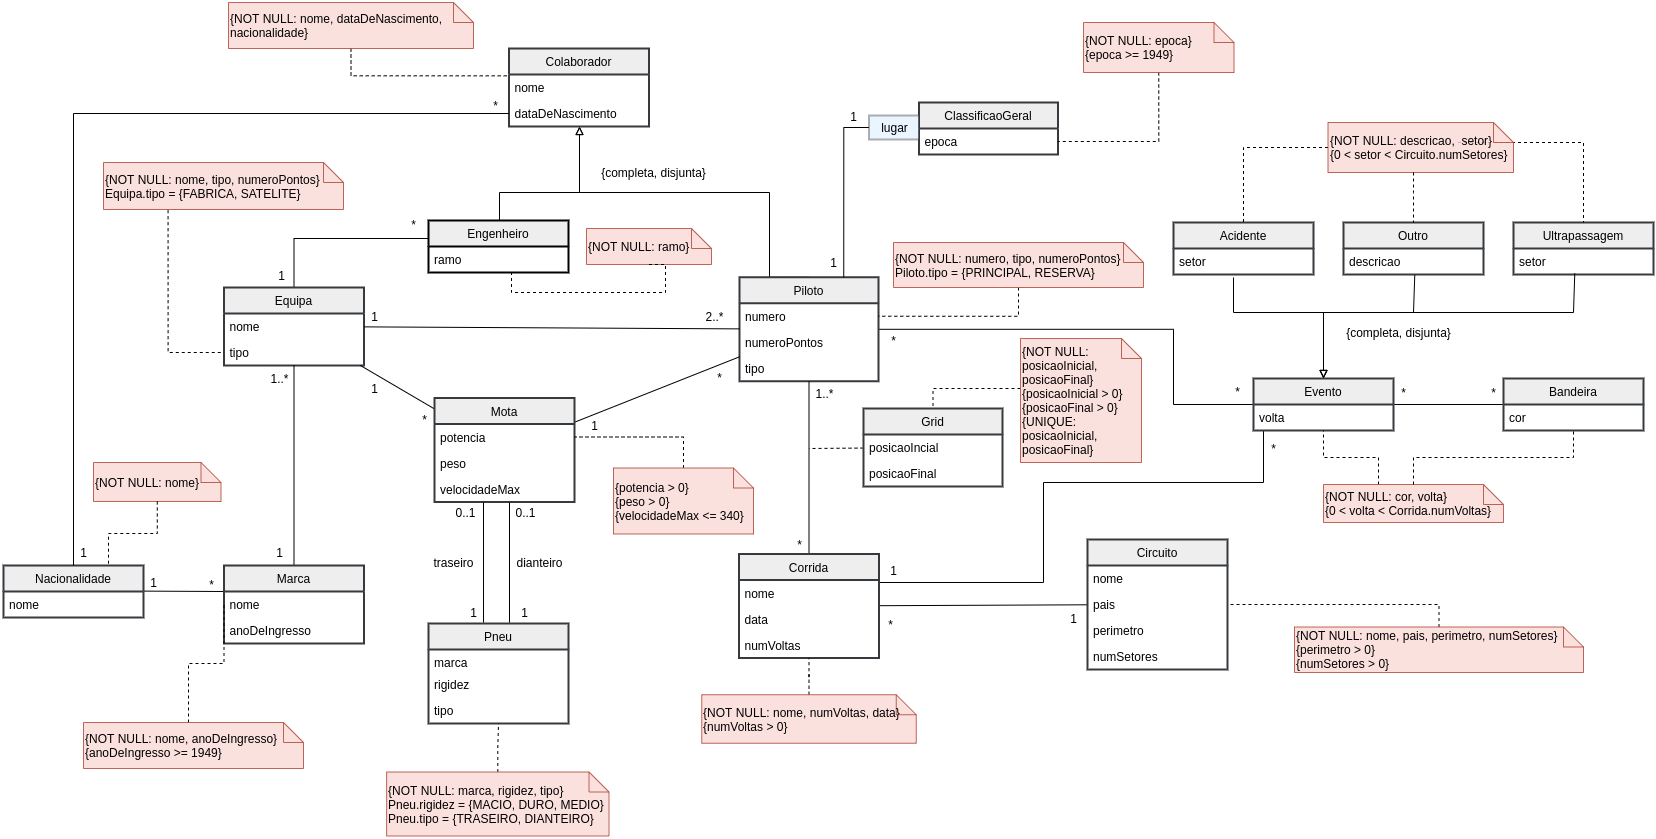 {NOT NULL: nome, dataDeNascimento,
nacionalidade}
Colaborador
nome
dataDeNascimento
*
{NOT NULL: epoca}
{epoca >= 1949}
1
lugar
ClassificaoGeral
epoca
{NOT NULL: descricao,  setor}
{0 < setor < Circuito.numSetores}
{NOT NULL: nome, tipo, numeroPontos}
Equipa.tipo = {FABRICA, SATELITE}
{completa, disjunta}
*
Engenheiro
ramo
{NOT NULL: ramo}
{NOT NULL: numero, tipo, numeroPontos}
Piloto.tipo = {PRINCIPAL, RESERVA}
Acidente
setor
Outro
descricao
Ultrapassagem
setor
1
1
Equipa
nome
tipo
1
2..*
Piloto
numero
numeroPontos
tipo
*
{completa, disjunta}
{NOT NULL:
posicaoInicial,
posicaoFinal}
{posicaoInicial > 0}
{posicaoFinal > 0}
{UNIQUE:
posicaoInicial,
posicaoFinal}
1..*
1
*
*
1..*
*
Evento
volta
*
*
Bandeira
cor
*
Mota
potencia
peso
velocidadeMax
1
Grid
posicaoIncial
posicaoFinal
{NOT NULL: nome}
{potencia > 0}
{peso > 0}
{velocidadeMax <= 340}
{NOT NULL: cor, volta}
{0 < volta < Corrida.numVoltas}
0..1
0..1
traseiro
dianteiro
1
1
*
1
Nacionalidade
nome
1
*
Marca
nome
anoDeIngresso
1
1
Pneu
marca
rigidez
tipo
Corrida
nome
data
numVoltas
*
1
Circuito
nome
pais
perimetro
numSetores
{NOT NULL: nome, pais, perimetro, numSetores}
{perimetro > 0}
{numSetores > 0}
{NOT NULL: nome, anoDeIngresso}
{anoDeIngresso >= 1949}
{NOT NULL: nome, numVoltas, data}
{numVoltas > 0}
{NOT NULL: marca, rigidez, tipo}
Pneu.rigidez = {MACIO, DURO, MEDIO}
Pneu.tipo = {TRASEIRO, DIANTEIRO}